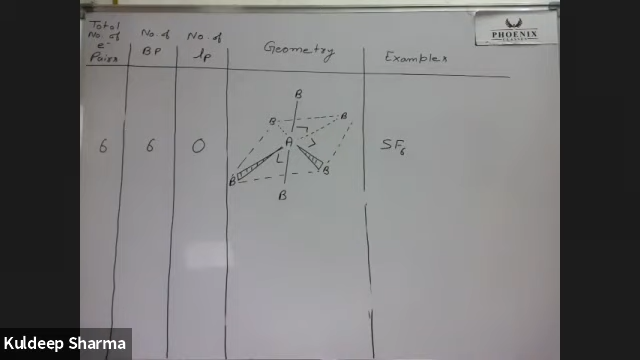 Total
No. of
e-
Pairs
No. of
BP
No. of
lp
Geometry
Examples
PHOENIX
6
6
0
B
B
B
A
B
B
B
SF6
Kuldeep Sharma